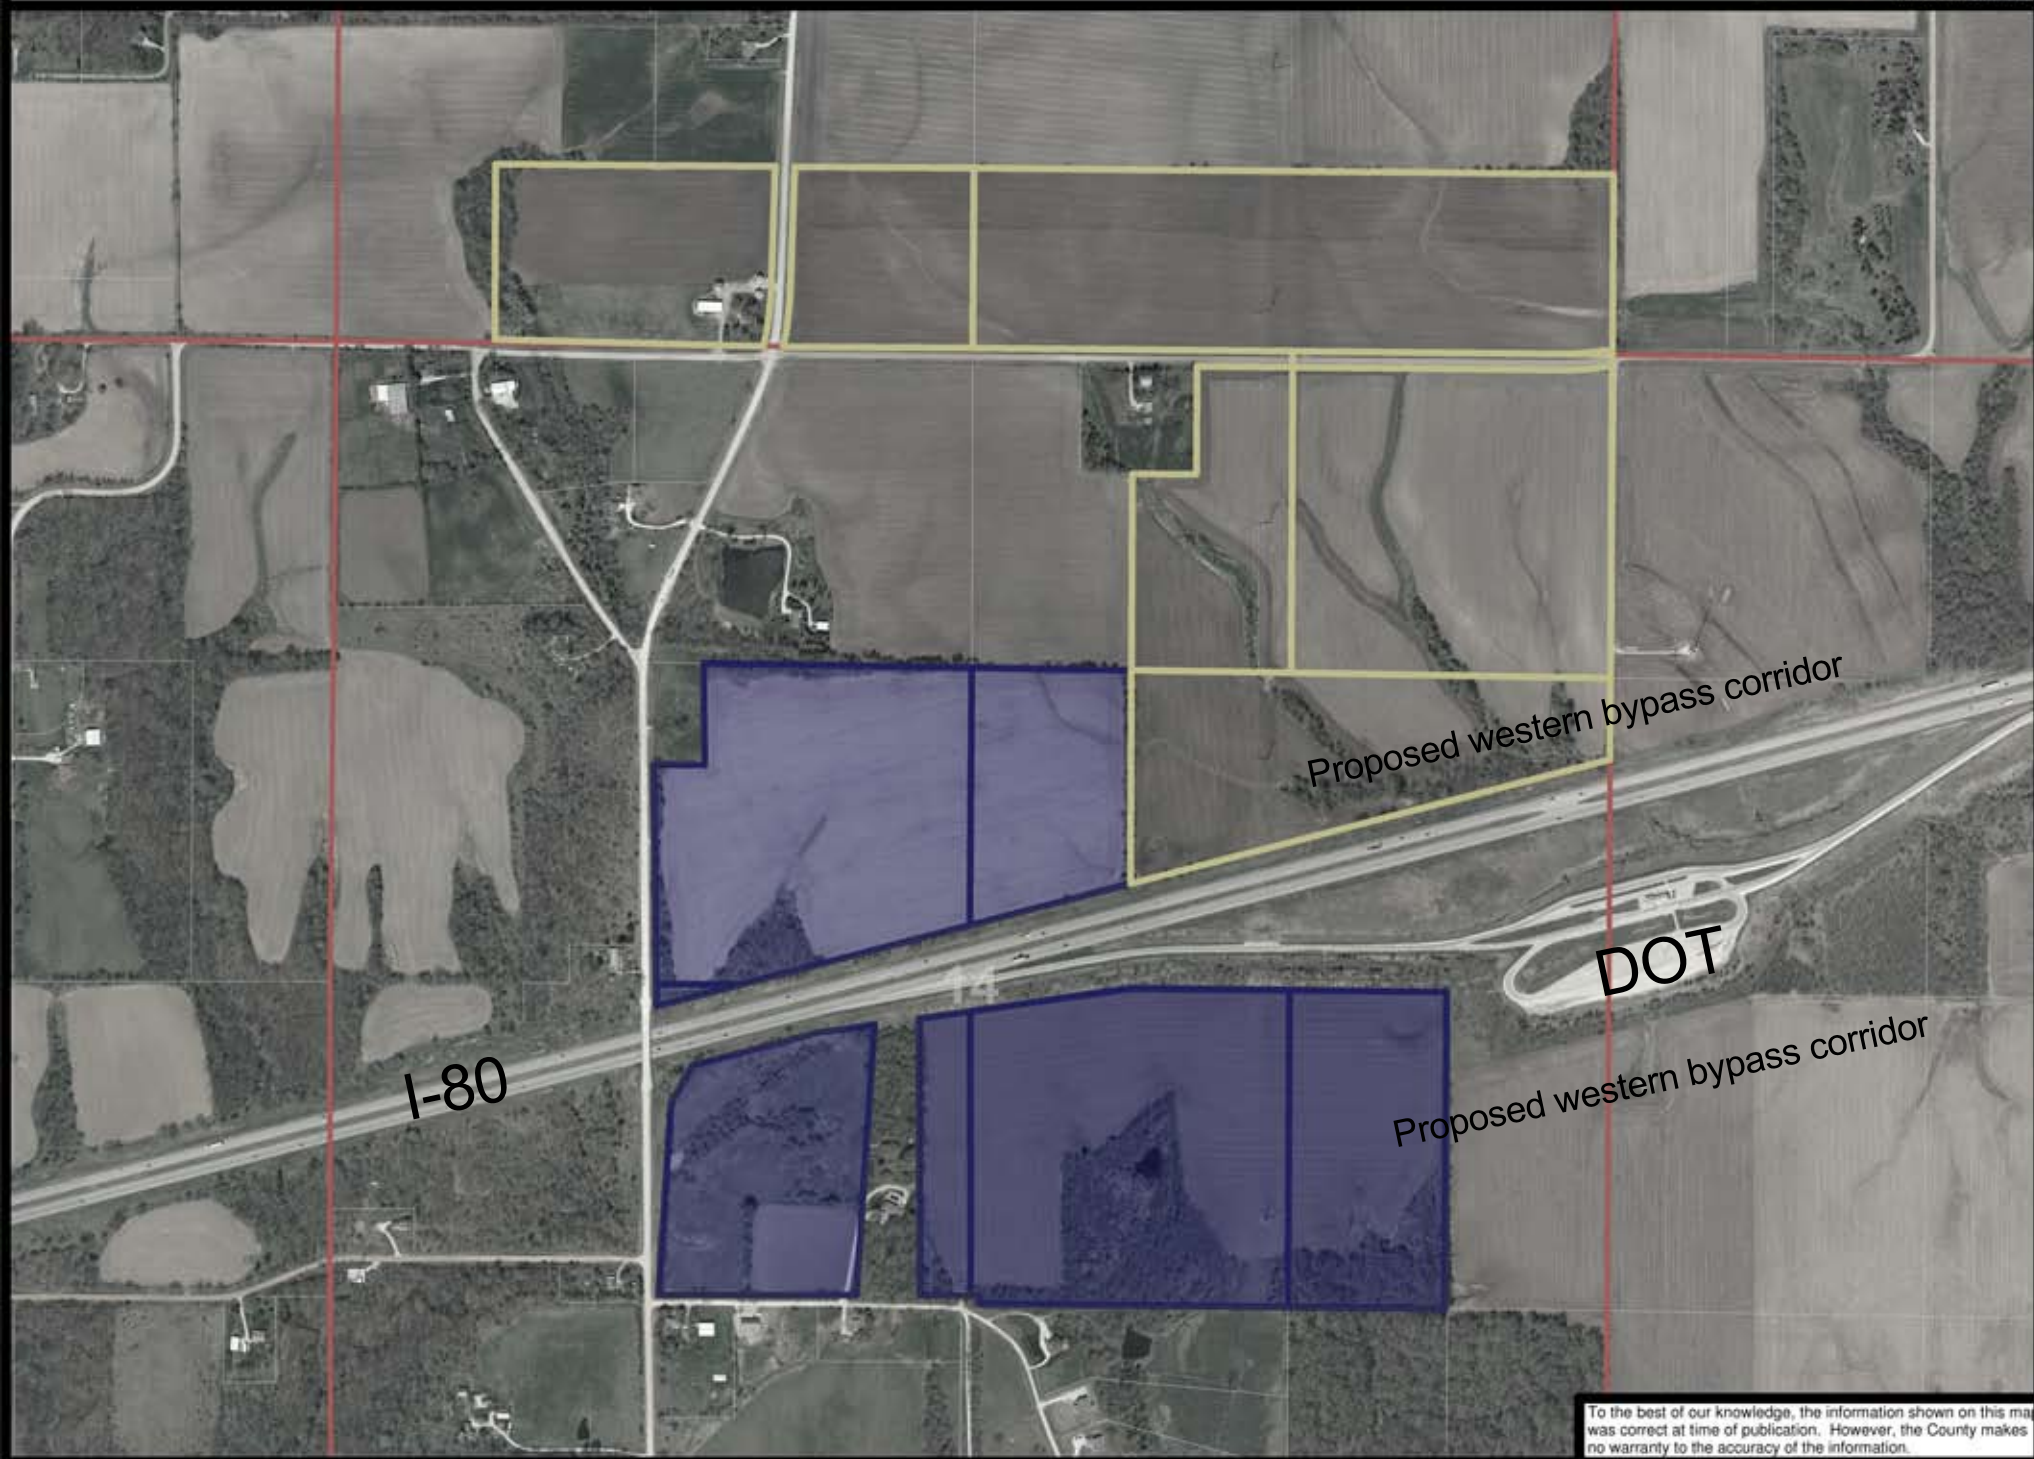 Proposed western bypass corridor
DOT
14
I-80
Proposed western bypass corridor
To the best of our knowledge, the information shown on this map
was correct at time of publication. However, the County makes
no warranty to the accuracy of the information.